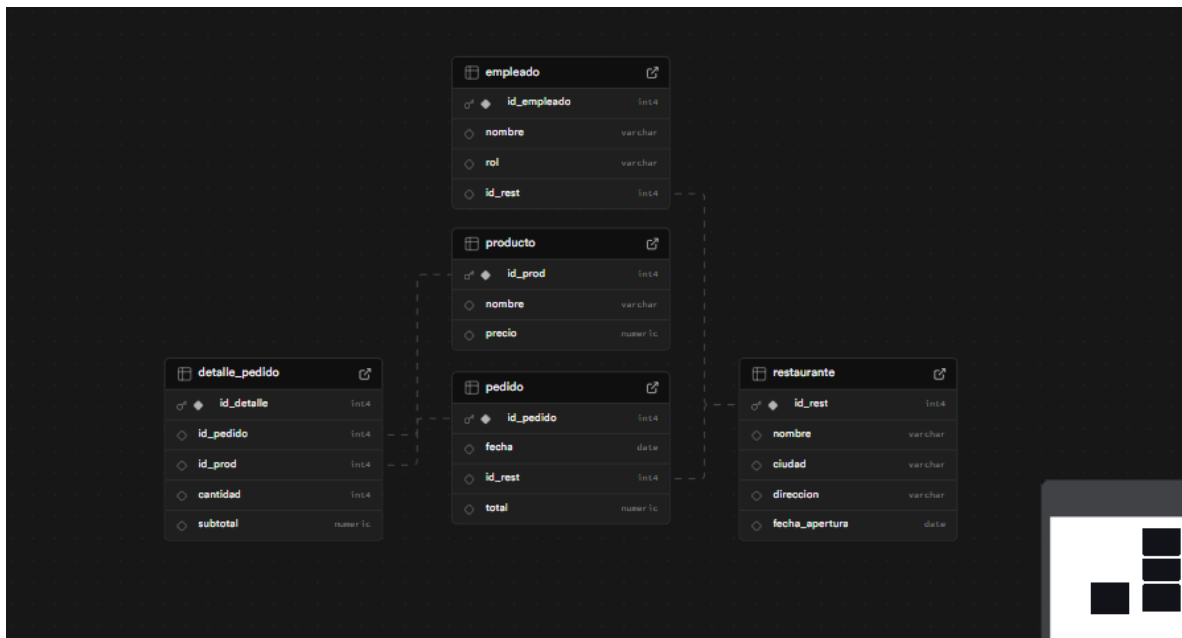 empleado
id_empleado int4
nombre varchar
rol varchar
id_rest int4
producto
id_prod int4
nombre varchar
precio numeric
detalle_pedido
id_detalle int4
id_pedido int4
id_prod int4
cantidad int4
subtotal numeric
pedido
id_pedido int4
fecha date
id_rest int4
total numeric
restaurante
id_rest int4
nombre varchar
ciudad varchar
direccion varchar
fecha_apertura date